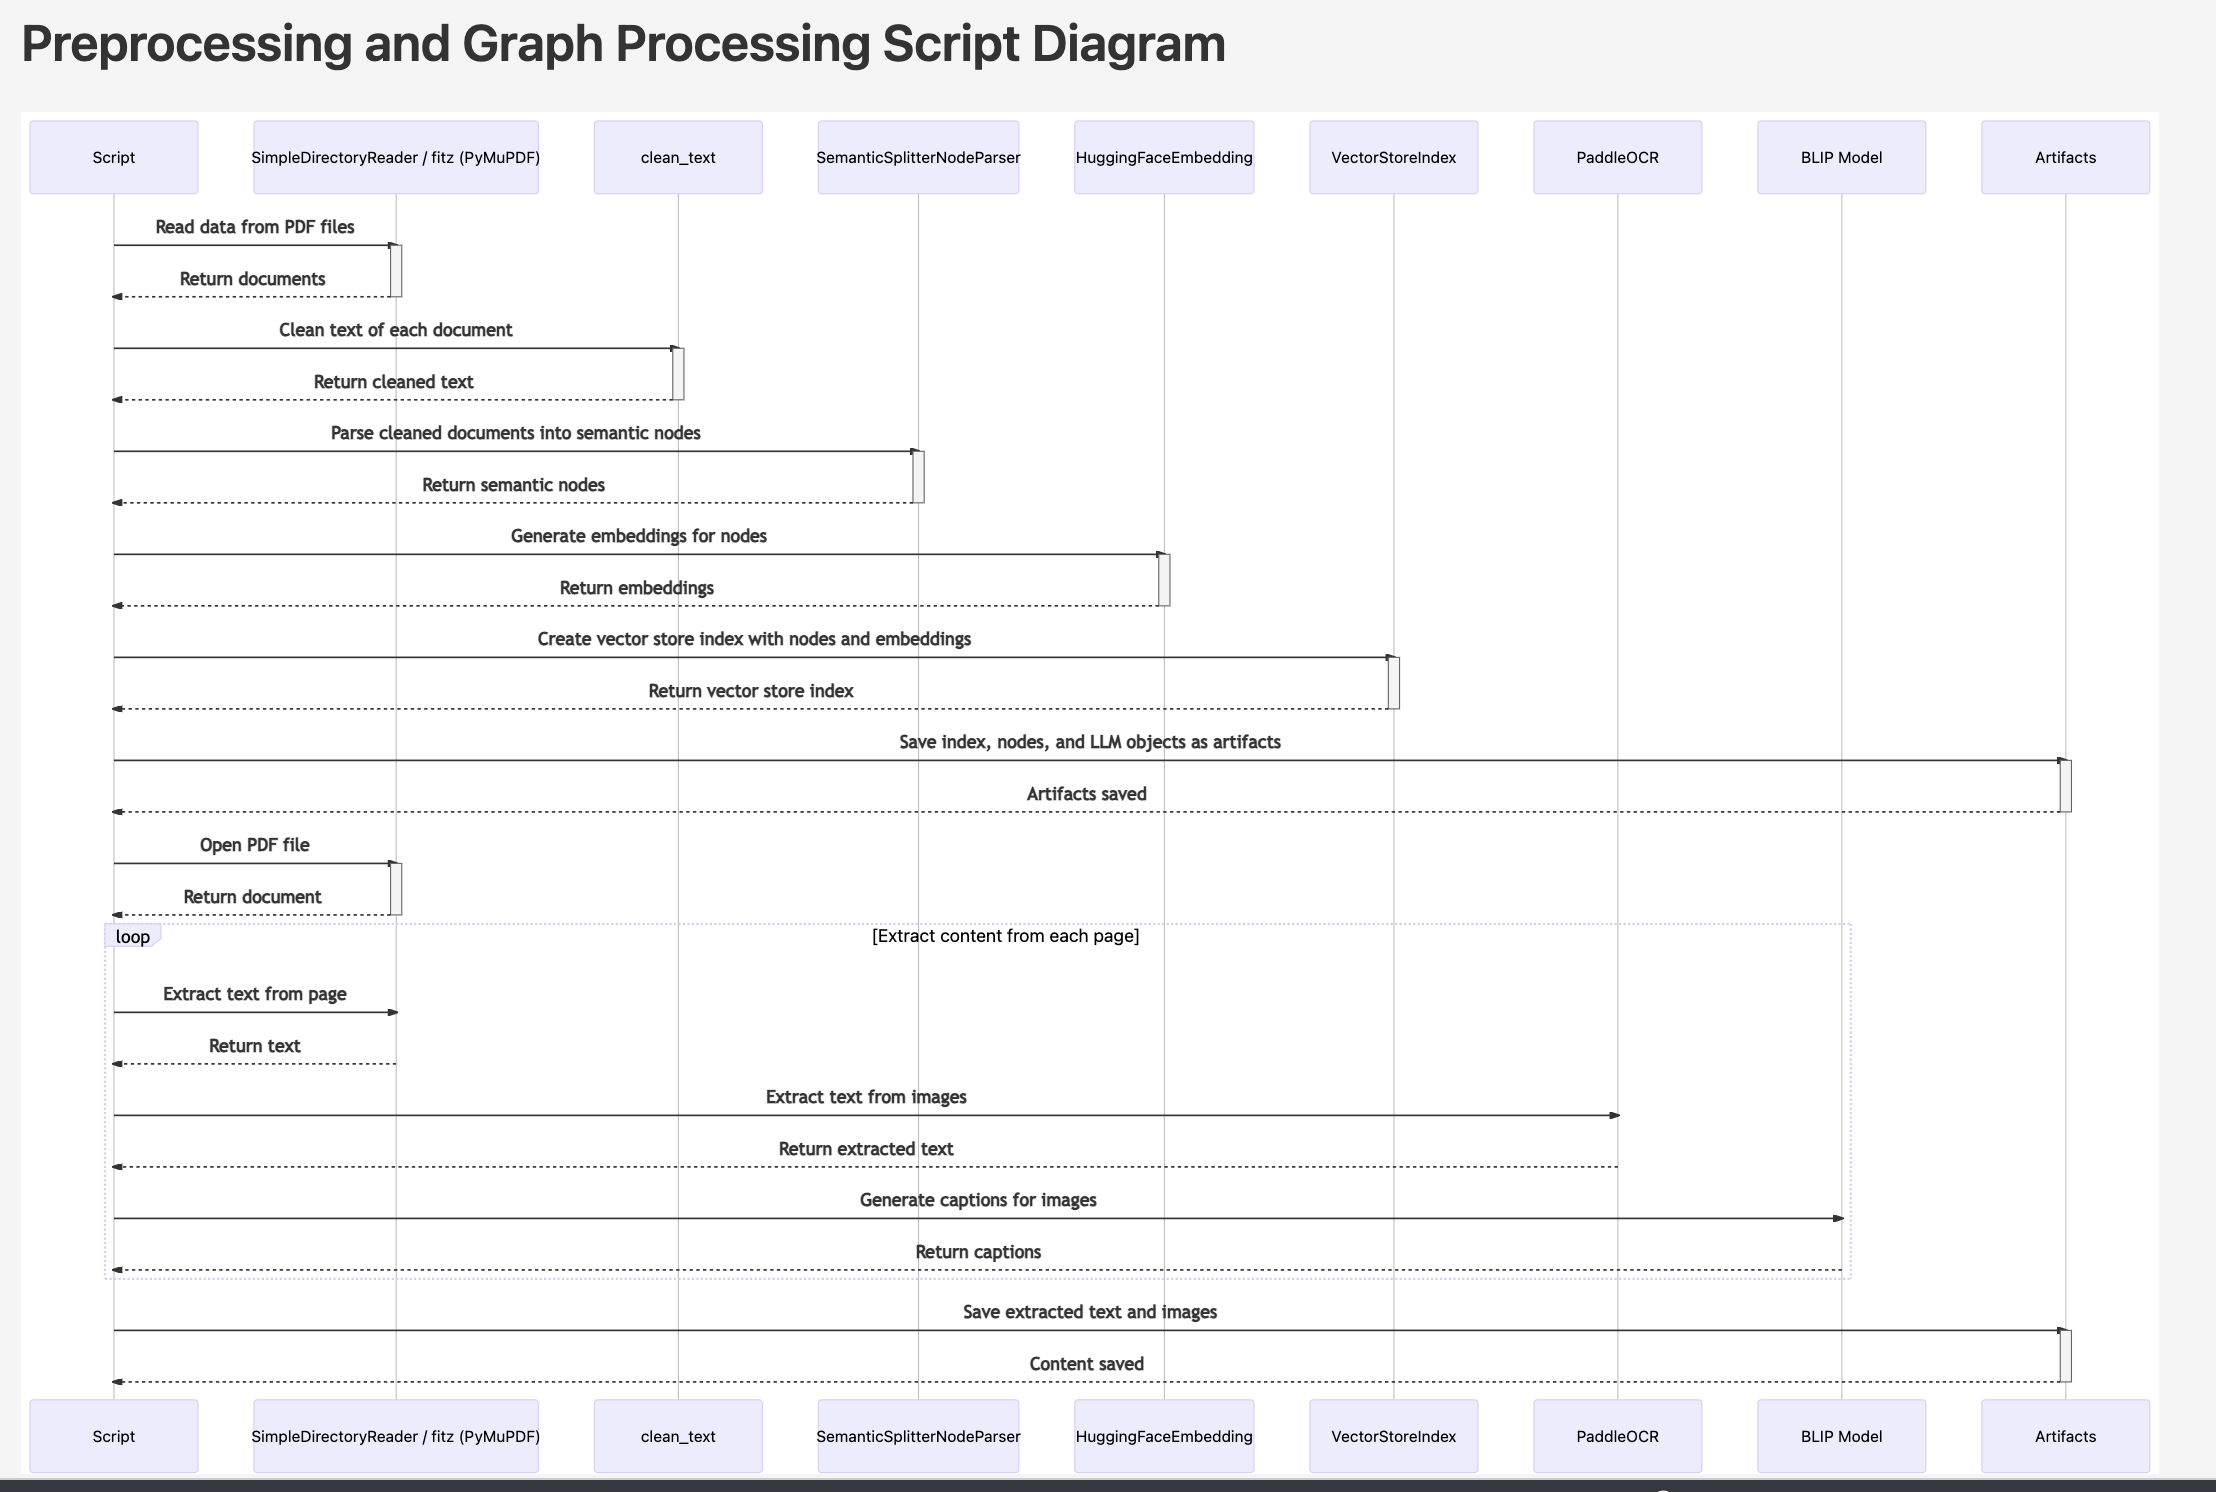 Preprocessing and Graph Processing Script Diagram
Script
SimpleDirectoryReader / fitz (PyMuPDF)
clean_text
SemanticSplitterNodeParser
HuggingFaceEmbedding
VectorStoreIndex
PaddleOCR
BLIP Model
Artifacts
Read data from PDF files
Return documents
Clean text of each document
Return cleaned text
Parse cleaned documents into semantic nodes
Return semantic nodes
Generate embeddings for nodes
Return embeddings
Create vector store index with nodes and embeddings
Return vector store index
Save index, nodes, and LLM objects as artifacts
Artifacts saved
Open PDF file
Return document
loop
[Extract content from each page]
Extract text from page
Return text
Extract text from images
Return extracted text
Generate captions for images
Return captions
Save extracted text and images
Content saved
Script
SimpleDirectoryReader / fitz (PyMuPDF)
clean_text
SemanticSplitterNodeParser
HuggingFaceEmbedding
VectorStoreIndex
PaddleOCR
BLIP Model
Artifacts